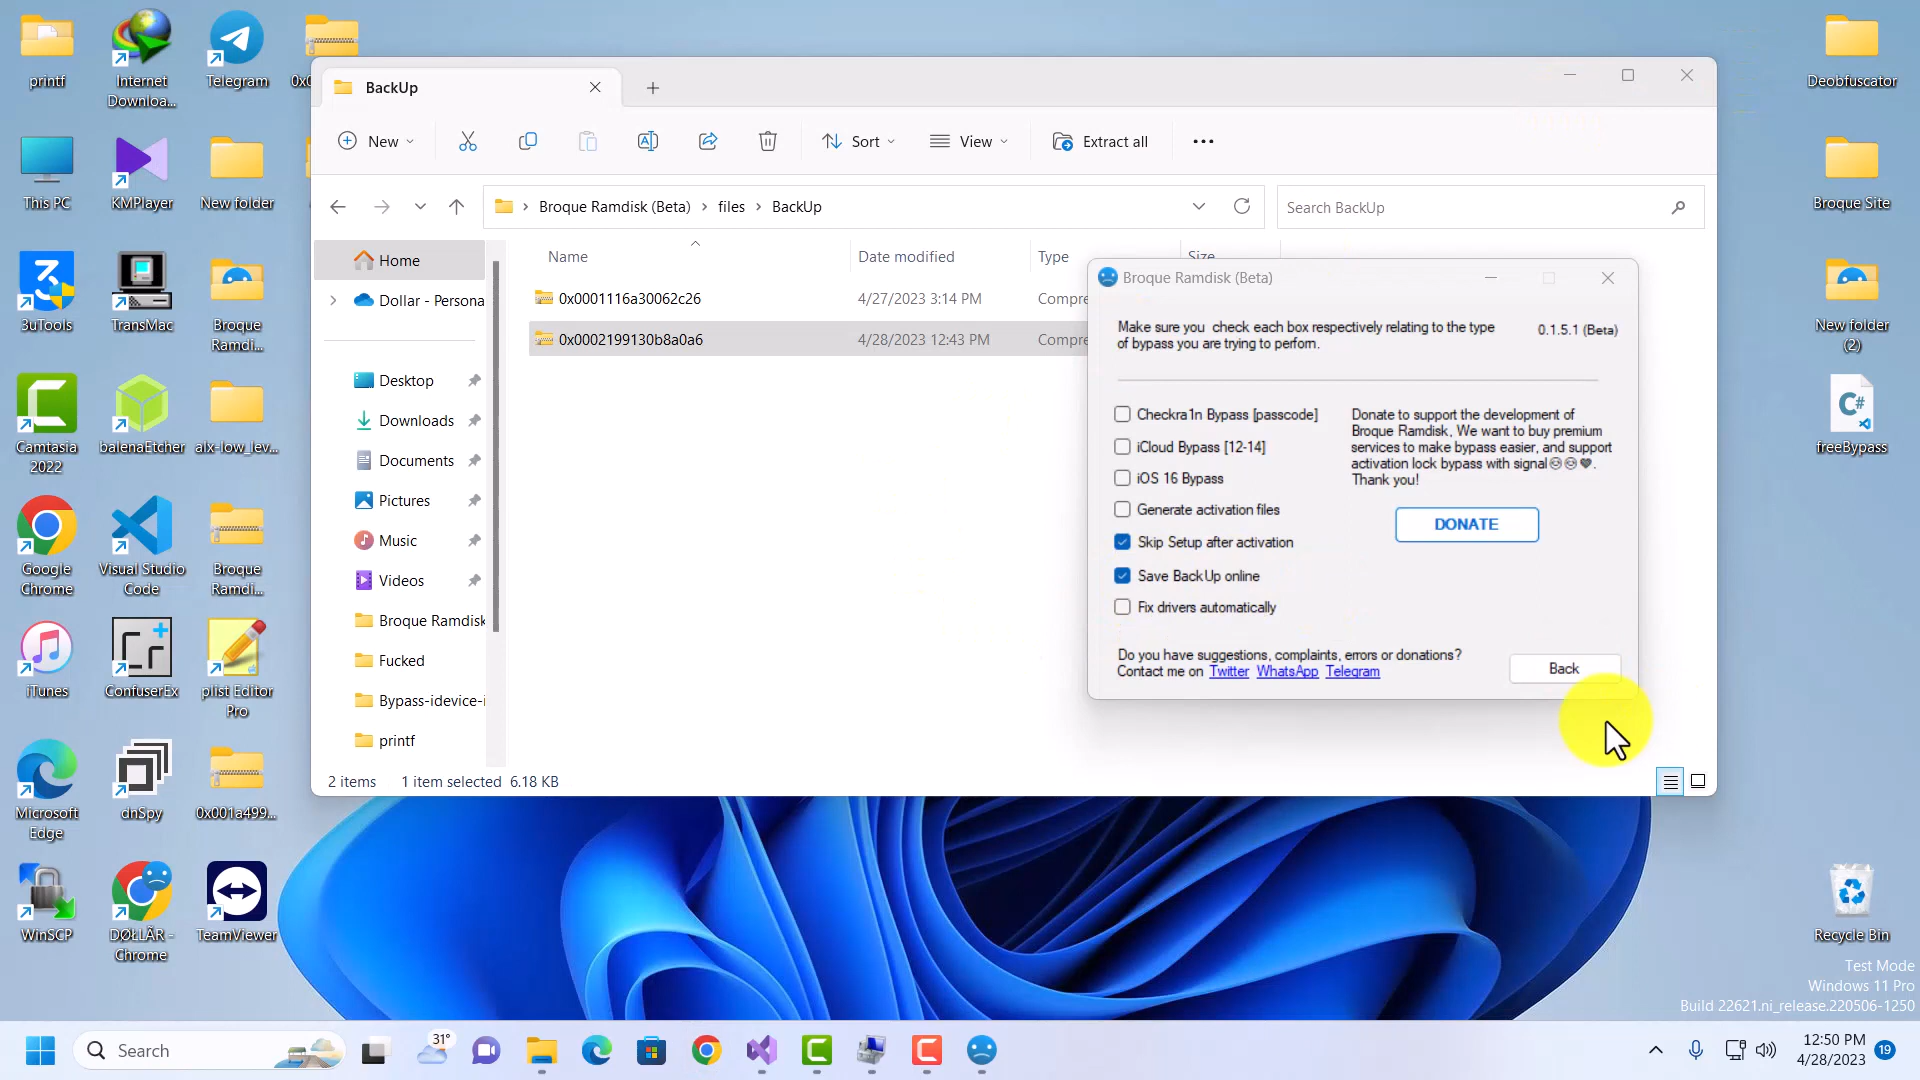 printf
Internet
Downloa...
Telegram
This PC
KMPlayer
New folder
3uTools
TransMac
Broque
Ramdi...
Camtasia
2022
balenaEtcher
Google
Chrome
Visual Studio
Code
Broque
Ramdi...
iTunes
ConfuserEx
plist Editor
Pro
Microsoft
Edge
dnSpy
0x001a499...
WinSCP
DØŁLÃR -
Chrome
TeamViewer
BackUp
New
Sort
View
Extract all
Broque Ramdisk (Beta) > files > BackUp
Search BackUp
Home
Dollar - Persona
Desktop
Downloads
Documents
Pictures
Music
Videos
Broque Ramdisk
Fucked
Bypass-idevice-i
printf
Name
Date modified
Type
Size
0x0001116a30062c26
4/27/2023 3:14 PM
Compre
0x0002199130b8a0a6
4/28/2023 12:43 PM
Compre
2 items
1 item selected 6.18 KB
Broque Ramdisk (Beta)
Make sure you check each box respectively relating to the type
of bypass you are trying to perfom.
0.1.5.1 (Beta)
Checkra1n Bypass [passcode]
iCloud Bypass [12-14]
iOS 16 Bypass
Generate activation files
Skip Setup after activation
Save BackUp online
Fix drivers automatically
Donate to support the development of
Broque Ramdisk, We want to buy premium
services to make bypass easier, and support
activation lock bypass with signal😊😊❤.
Thank you!
DONATE
Do you have suggestions, complaints, errors or donations?
Contact me on Twitter WhatsApp Telegram
Back
Deobfuscator
Broque Site
New folder
(2)
C#
freeBypass
Recycle Bin
Test Mode
Windows 11 Pro
Build 22621.ni_release.220506-1250
Search
31°
12:50 PM
4/28/2023
19